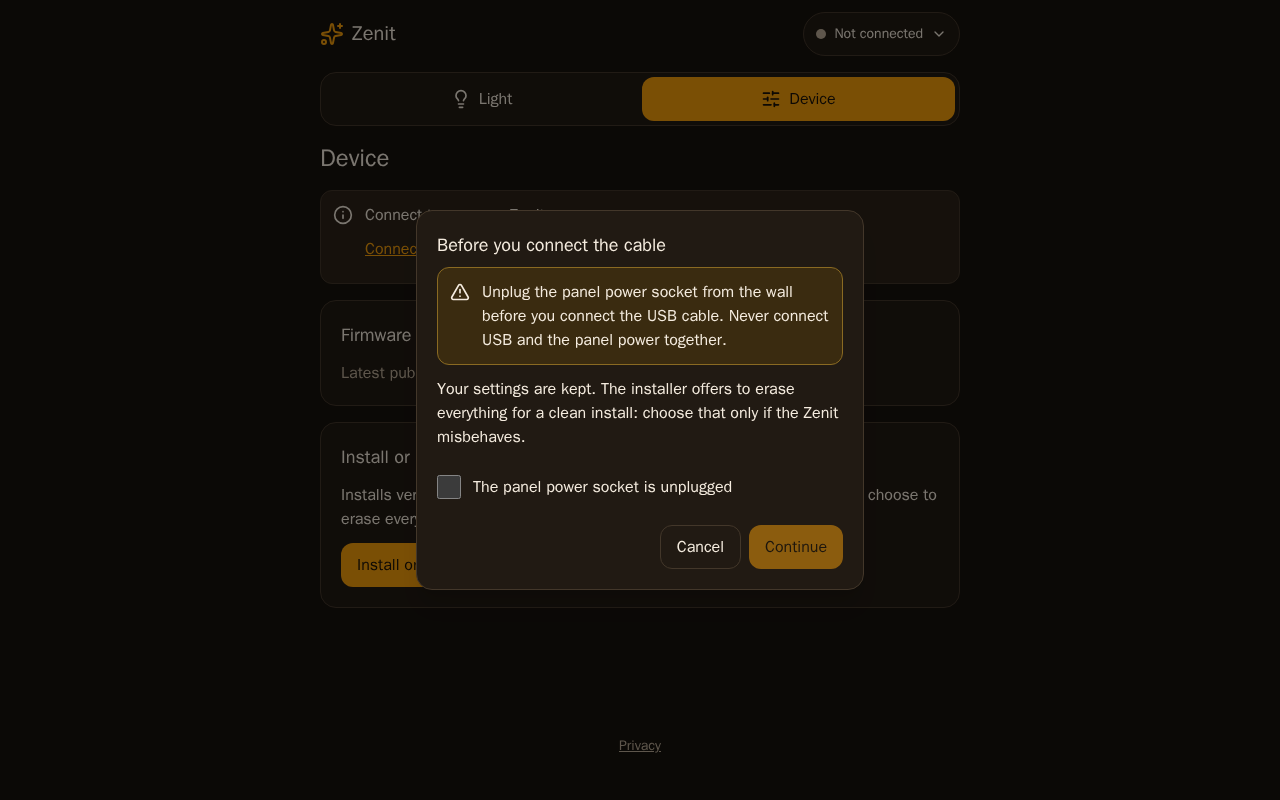 Zenit
Not connected
Light
Device
Device
Connect
Connec
Firmware
Latest pub
Install or
Installs ver
choose to
erase every
Install or
Before you connect the cable
Unplug the panel power socket from the wall
before you connect the USB cable. Never connect
USB and the panel power together.
Your settings are kept. The installer offers to erase
everything for a clean install: choose that only if the Zenit
misbehaves.
The panel power socket is unplugged
Cancel
Continue
Privacy